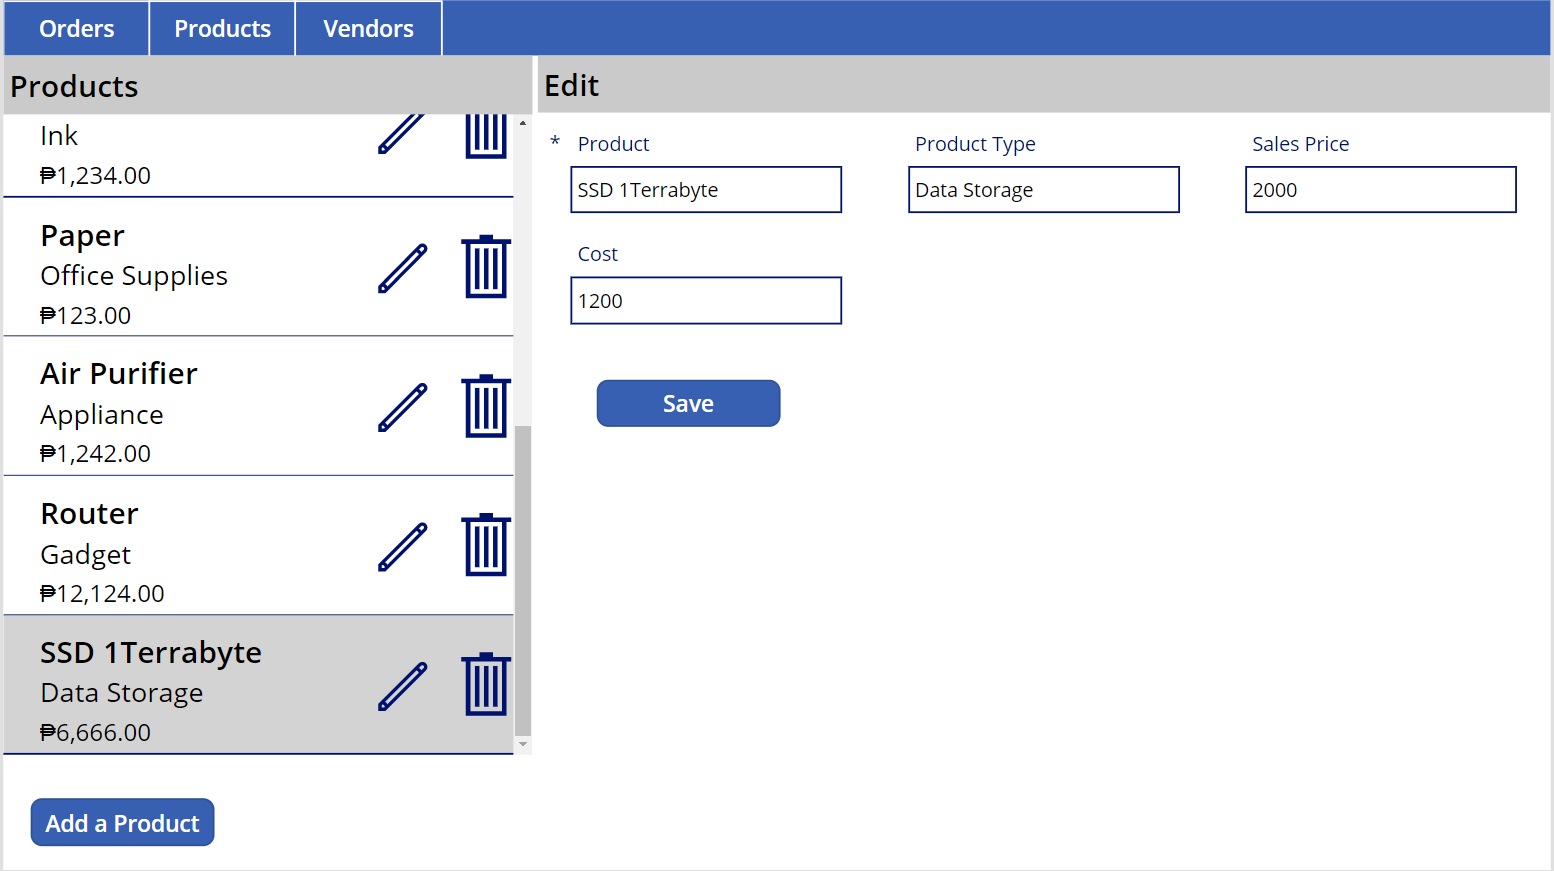 Orders Products Vendors
Products
Ink
₱1,234.00
Paper
Office Supplies
₱123.00
Air Purifier
Appliance
₱1,242.00
Router
Gadget
₱12,124.00
SSD 1Terrabyte
Data Storage
₱6,666.00
Add a Product
Edit
* Product Product Type Sales Price
SSD 1Terrabyte Data Storage 2000
Cost
1200
Save